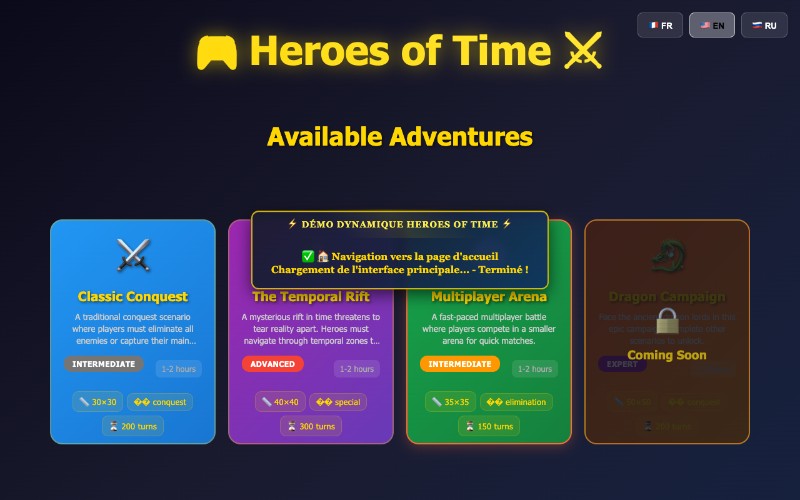 FR
EN
RU
Heroes of Time
Available Adventures
⚡ DÉMO DYNAMIQUE HEROES OF TIME ⚡
✅ 🏠 Navigation vers la page d'accueil
Chargement de l'interface principale... - Terminé !
Classic Conquest
A traditional conquest scenario
where players must eliminate all
enemies or capture their main...
INTERMEDIATE
1-2 hours
30×30
�� conquest
200 turns
The Temporal Rift
A mysterious rift in time threatens to
tear reality apart. Heroes must
navigate through temporal zones t...
ADVANCED
1-2 hours
40×40
�� special
300 turns
Multiplayer Arena
A fast-paced multiplayer battle
where players compete in a smaller
arena for quick matches.
INTERMEDIATE
1-2 hours
35×35
�� elimination
150 turns
Dragon Campaign
Coming Soon
EXPERT